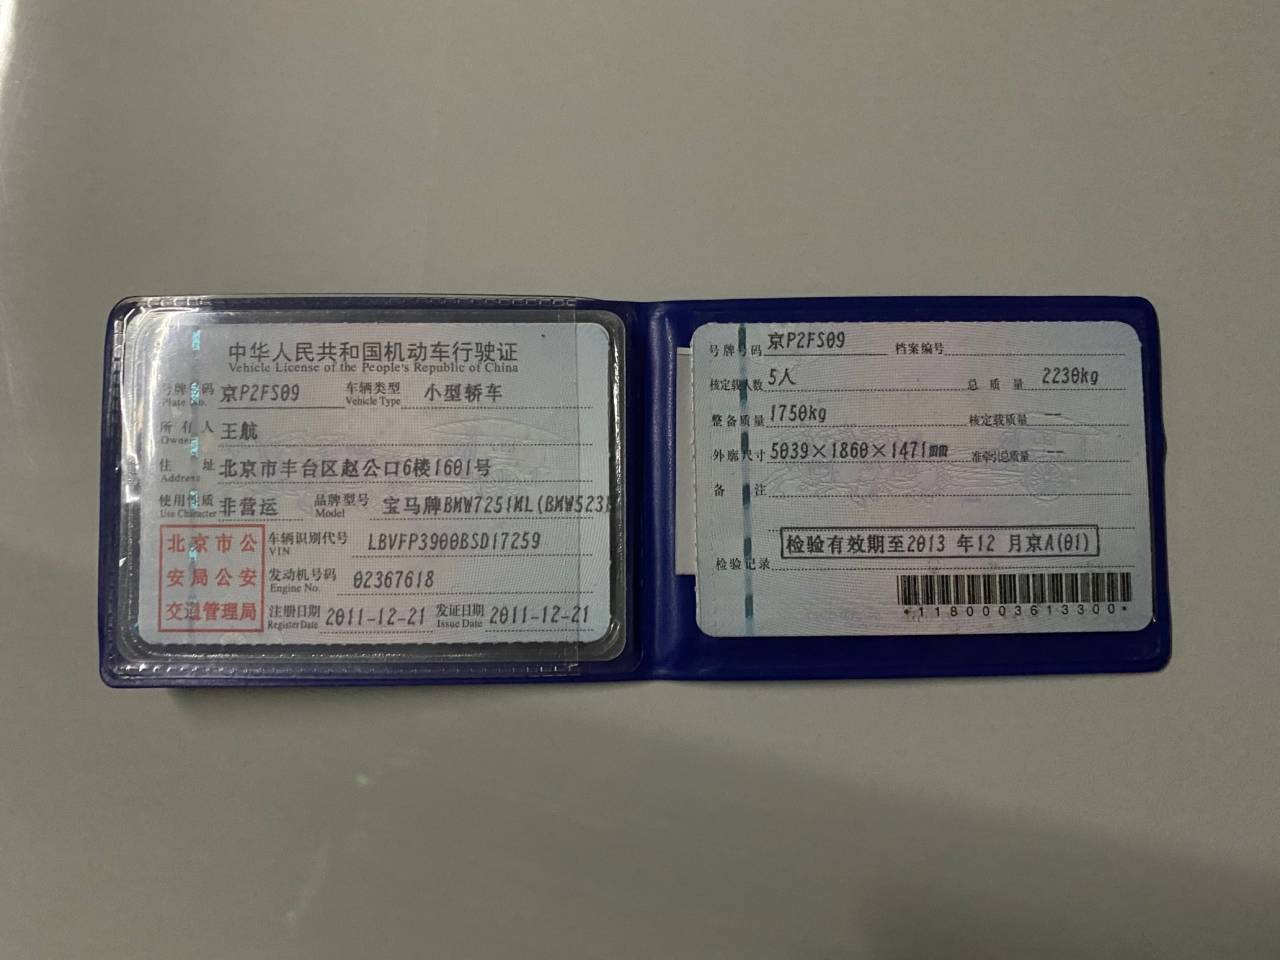 中华人民共和国机动车行驶证
Vehicle License of the People's Republic of China
号牌号码 京P2FS09 车辆类型 小型轿车
Plate No. Vehicle Type
所有人 王航
Owner
住址 北京市丰台区赵公口6楼1601号
Address
使用性质 非营运 品牌型号 宝马牌BMW7251ML(BMW523
Use Character Model
北京市公
安局公安
交通管理局
车辆识别代号 LBVFP3900BSD17259
VIN
发动机号码 02367618
Engine No.
注册日期 2011-12-21 发证日期 2011-12-21
Register Date Issue Date
号牌号码 京P2FS09 档案编号
核定载人数 5人 总质量 2230kg
整备质量 1750kg 核定载质量 --
外廓尺寸 5039×1860×1471mm 准牵引总质量 --
备注
检验有效期至2013 年12 月京A(01)
检验记录
*1180003613300*